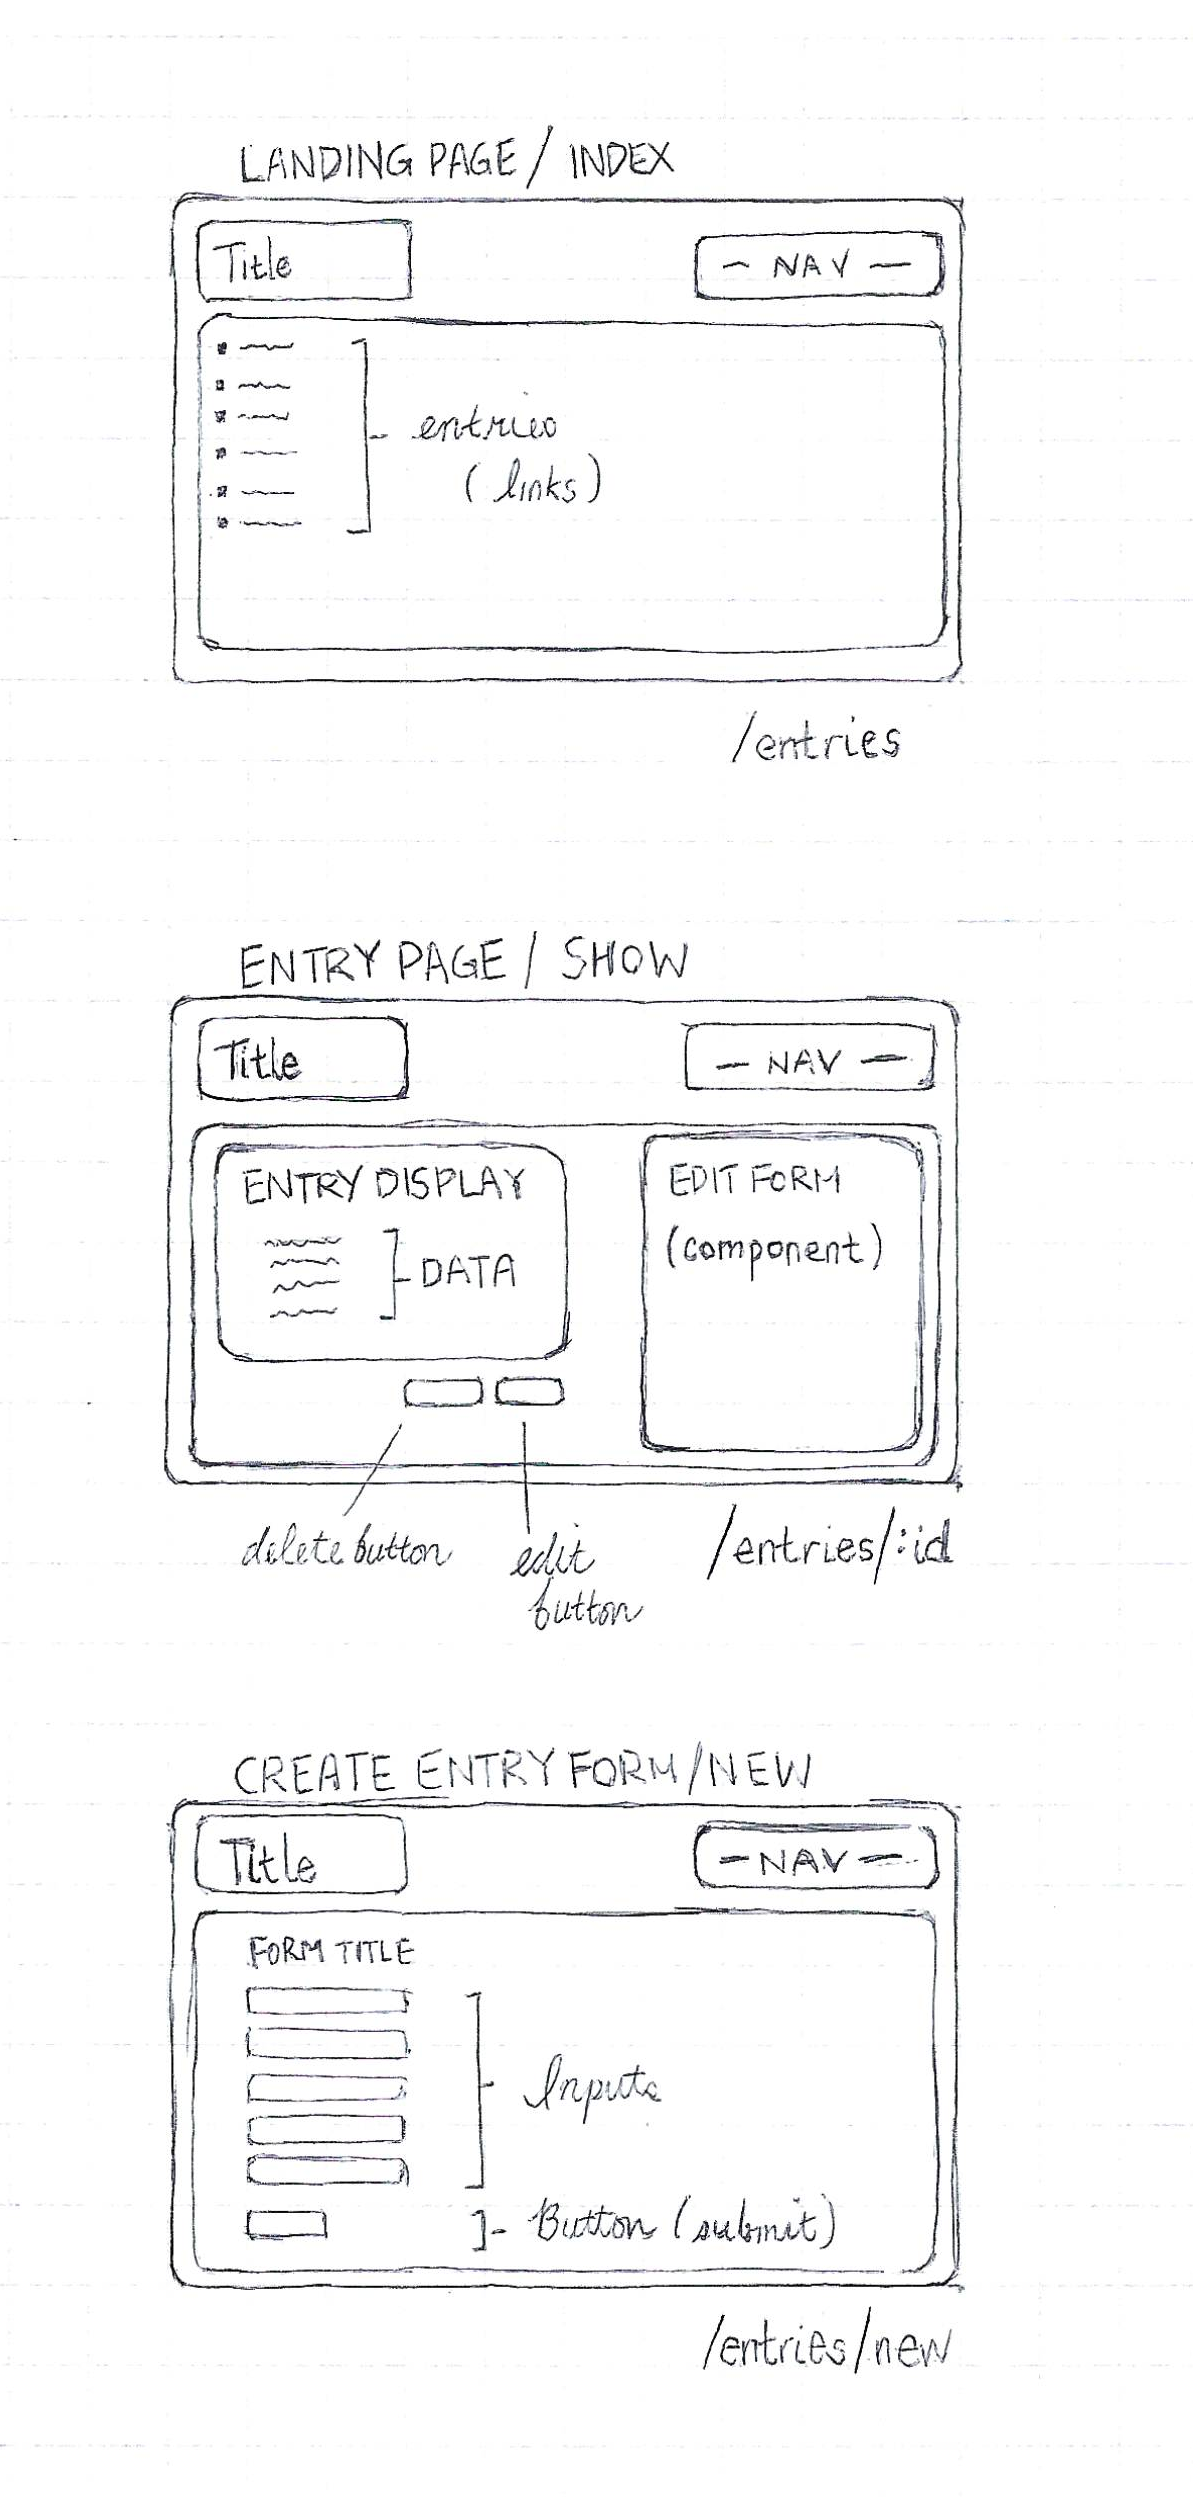 LANDING PAGE / INDEX
Title
— NAV —
entries
(links)
/entries
ENTRY PAGE / SHOW
Title
— NAV —
ENTRY DISPLAY
DATA
EDIT FORM
(component)
delete button
edit
button
/entries/:id
CREATE ENTRY FORM/NEW
Title
— NAV —
FORM TITLE
Inputs
Button (submit)
/entries/new